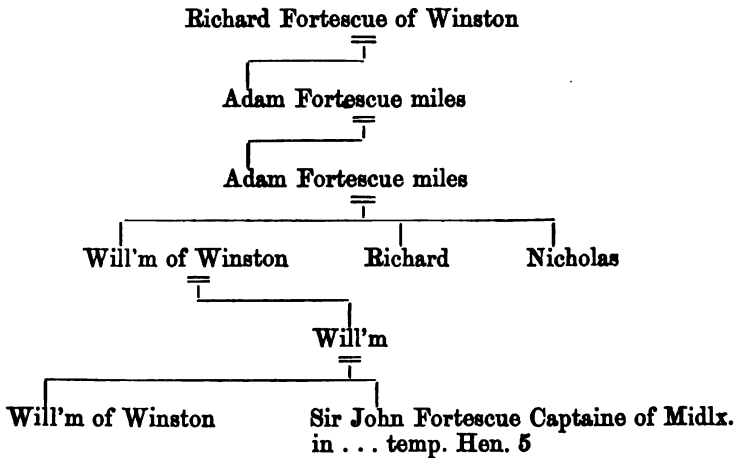 Richard Fortescue of Winston
Adam Fortescue miles
Adam Fortescue miles
Will'm of Winston Richard Nicholas
Will'm
Will'm of Winston Sir John Fortescue Captaine of Midlx.
in . . . temp. Hen. 5